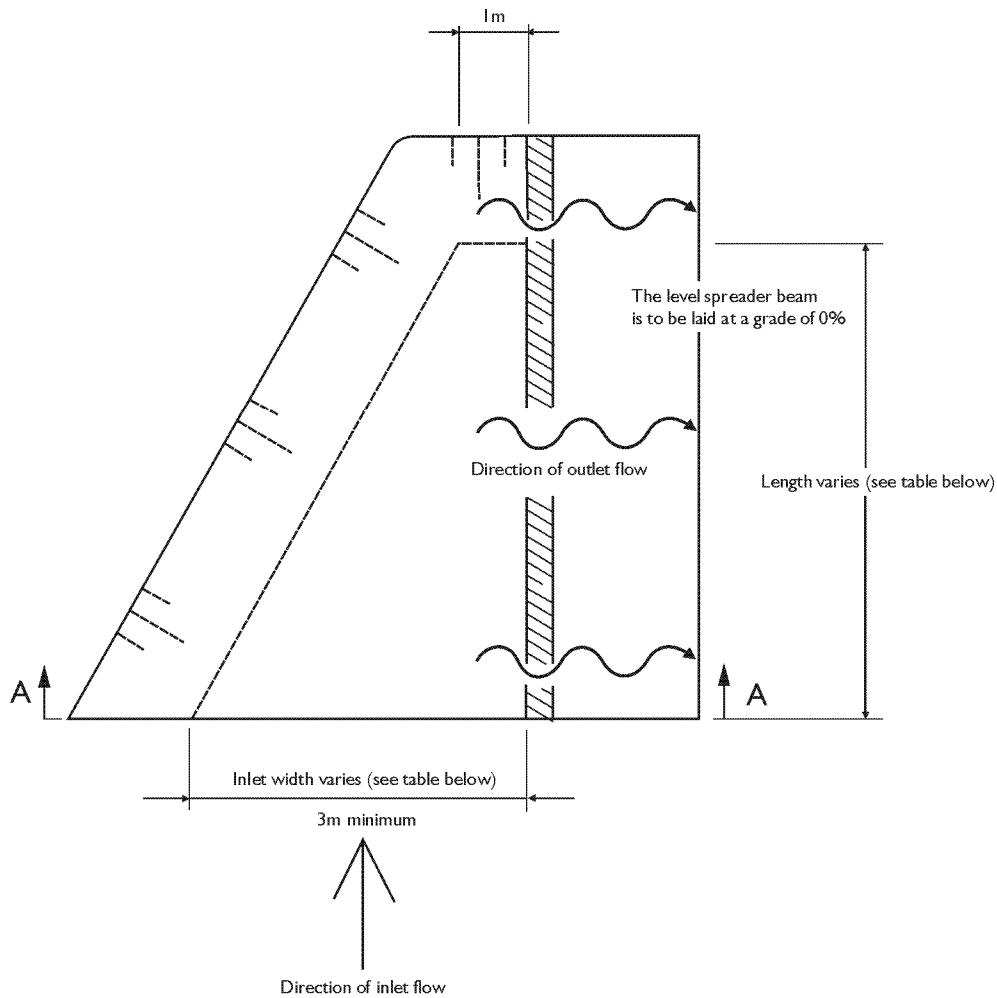 1m
The level spreader beam
is to be laid at a grade of 0%
Direction of outlet flow
Length varies (see table below)
A
A
Inlet width varies (see table below)
3m minimum
Direction of inlet flow